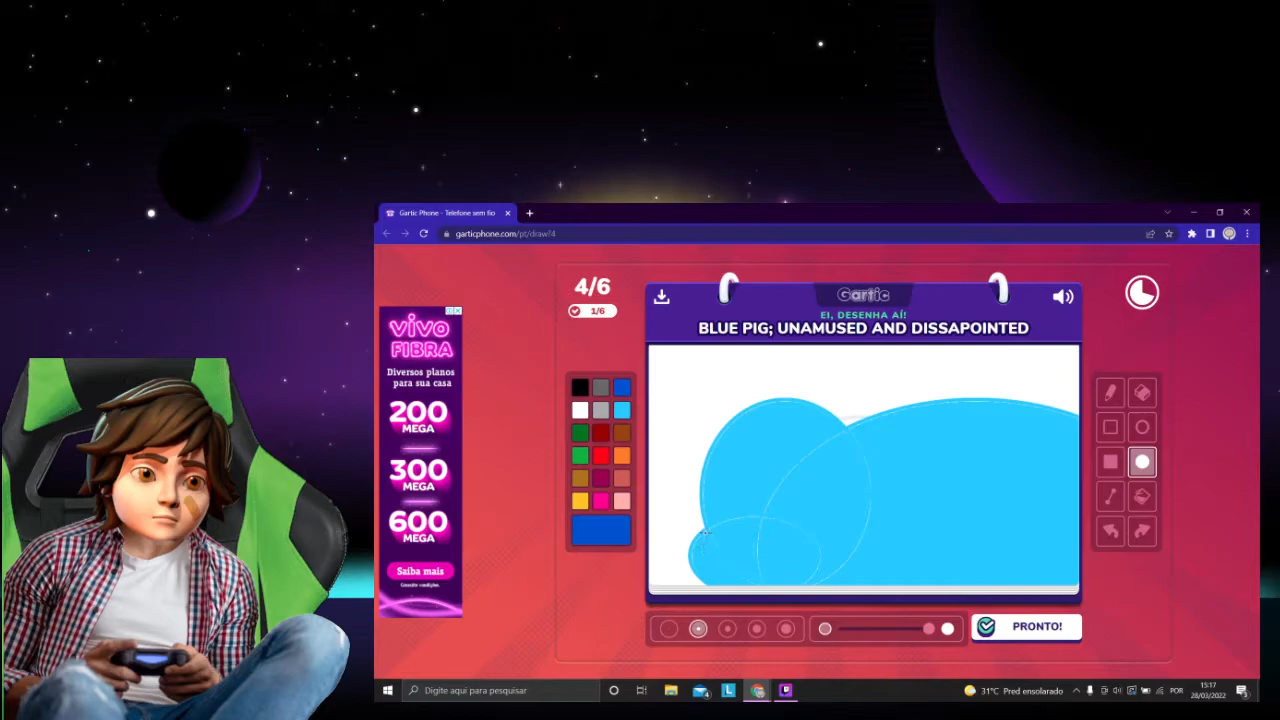 Gartic Phone - Telefone sem fio
garticphone.com/pt/draw
4/6
1/6
Gartic
EI, DESENHA AÍ!
BLUE PIG; UNAMUSED AND DISSAPOINTED
vivo
FIBRA
Diversos planos
para sua casa
200
MEGA
300
MEGA
600
MEGA
Saiba mais
PRONTO!
Digite aqui para pesquisar
L
31°C Pred ensolarado
POR
15:17
28/03/2022